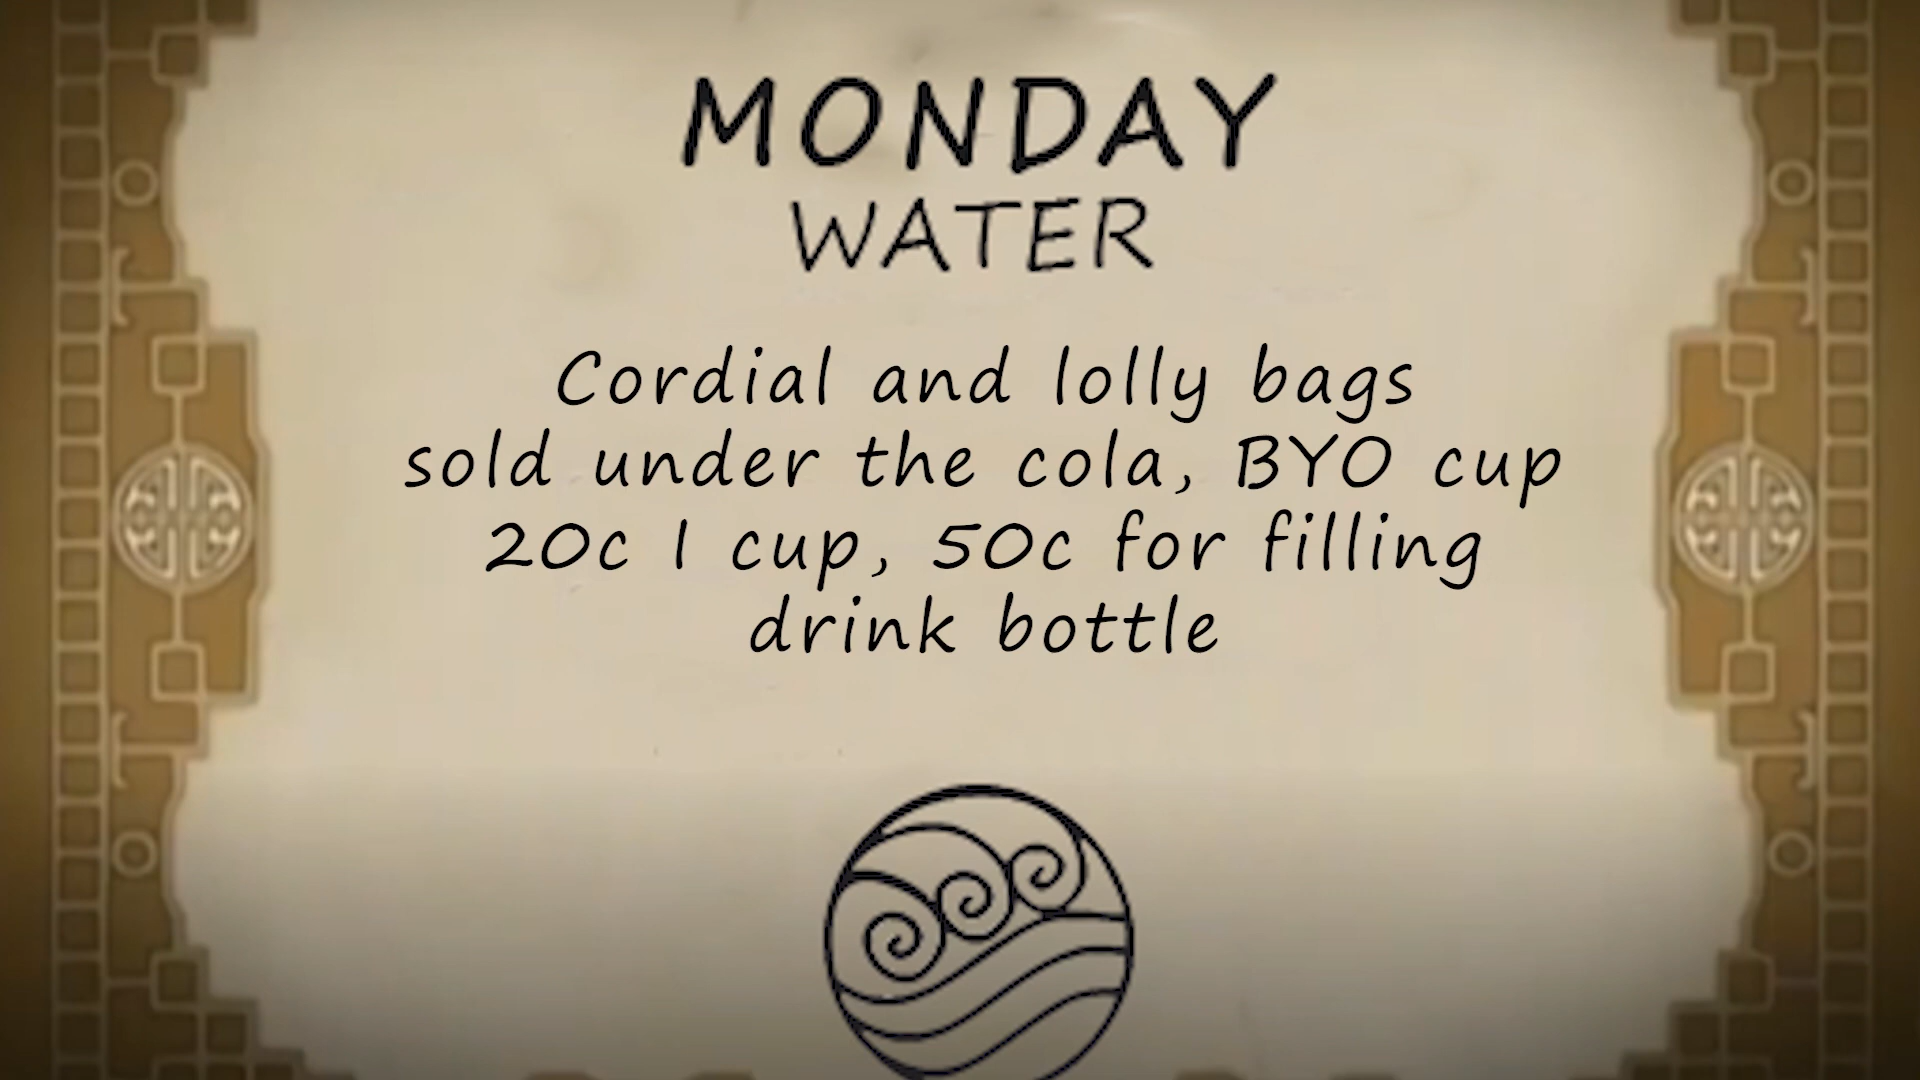 MONDAY
WATER
Cordial and lolly bags
sold under the cola, BYO cup
20c 1 cup, 50c for filling
drink bottle